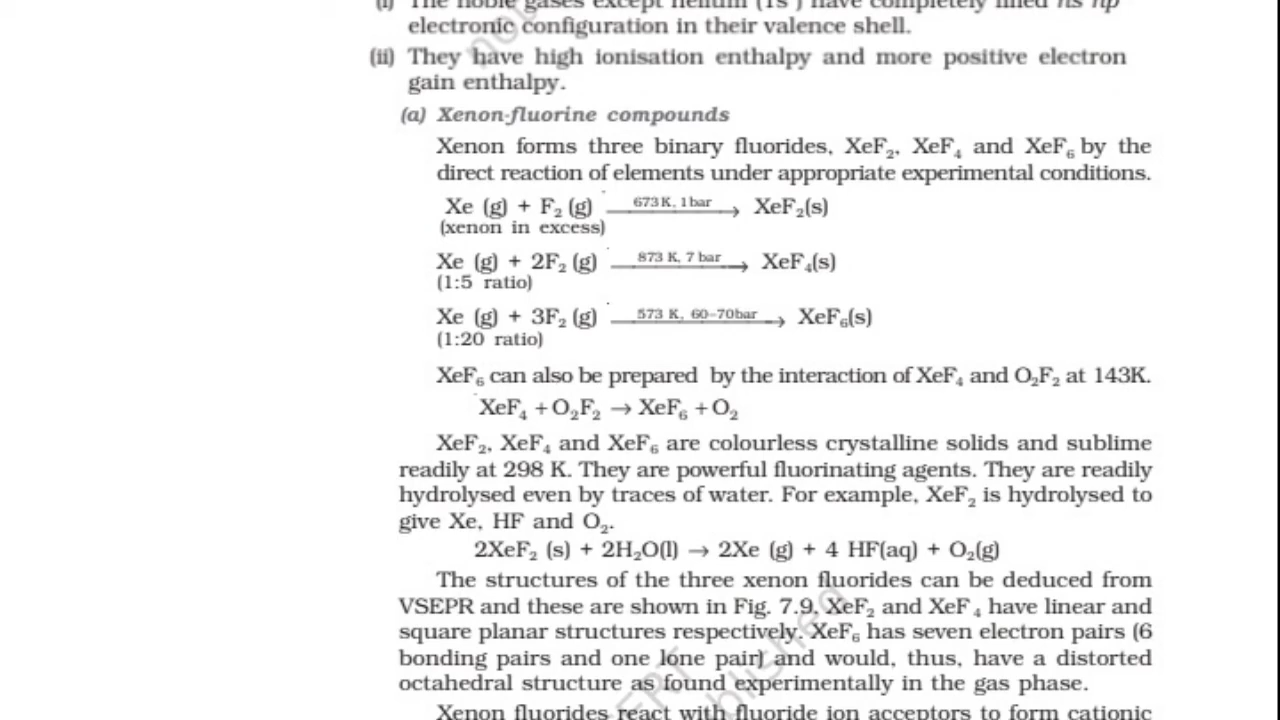 (i) The noble gases except helium (1s²) have completely filled ns² np⁶
electronic configuration in their valence shell.
(ii) They have high ionisation enthalpy and more positive electron
gain enthalpy.
(a) Xenon-fluorine compounds
Xenon forms three binary fluorides, XeF₂, XeF₄ and XeF₆ by the
direct reaction of elements under appropriate experimental conditions.
Xe (g) + F₂ (g) 673 K, 1 bar → XeF₂(s)
(xenon in excess)
Xe (g) + 2F₂ (g) 873 K, 7 bar → XeF₄(s)
(1:5 ratio)
Xe (g) + 3F₂ (g) 573 K, 60–70bar → XeF₆(s)
(1:20 ratio)
XeF₆ can also be prepared by the interaction of XeF₄ and O₂F₂ at 143K.
XeF₄ + O₂F₂ → XeF₆ + O₂
XeF₂, XeF₄ and XeF₆ are colourless crystalline solids and sublime
readily at 298 K. They are powerful fluorinating agents. They are readily
hydrolysed even by traces of water. For example, XeF₂ is hydrolysed to
give Xe, HF and O₂.
2XeF₂ (s) + 2H₂O(l) → 2Xe (g) + 4 HF(aq) + O₂(g)
The structures of the three xenon fluorides can be deduced from
VSEPR and these are shown in Fig. 7.9. XeF₂ and XeF₄ have linear and
square planar structures respectively. XeF₆ has seven electron pairs (6
bonding pairs and one lone pair) and would, thus, have a distorted
octahedral structure as found experimentally in the gas phase.
Xenon fluorides react with fluoride ion acceptors to form cationic